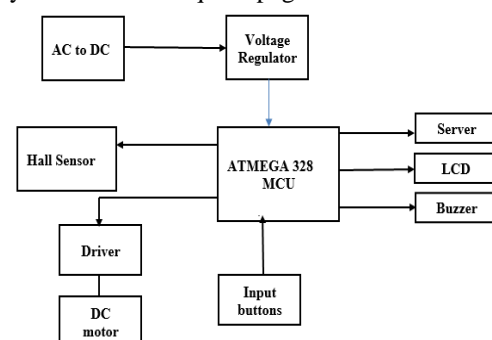 AC to DC
Voltage
Regulator
Hall Sensor
ATMEGA 328
MCU
Server
LCD
Buzzer
Driver
Input
buttons
DC
motor